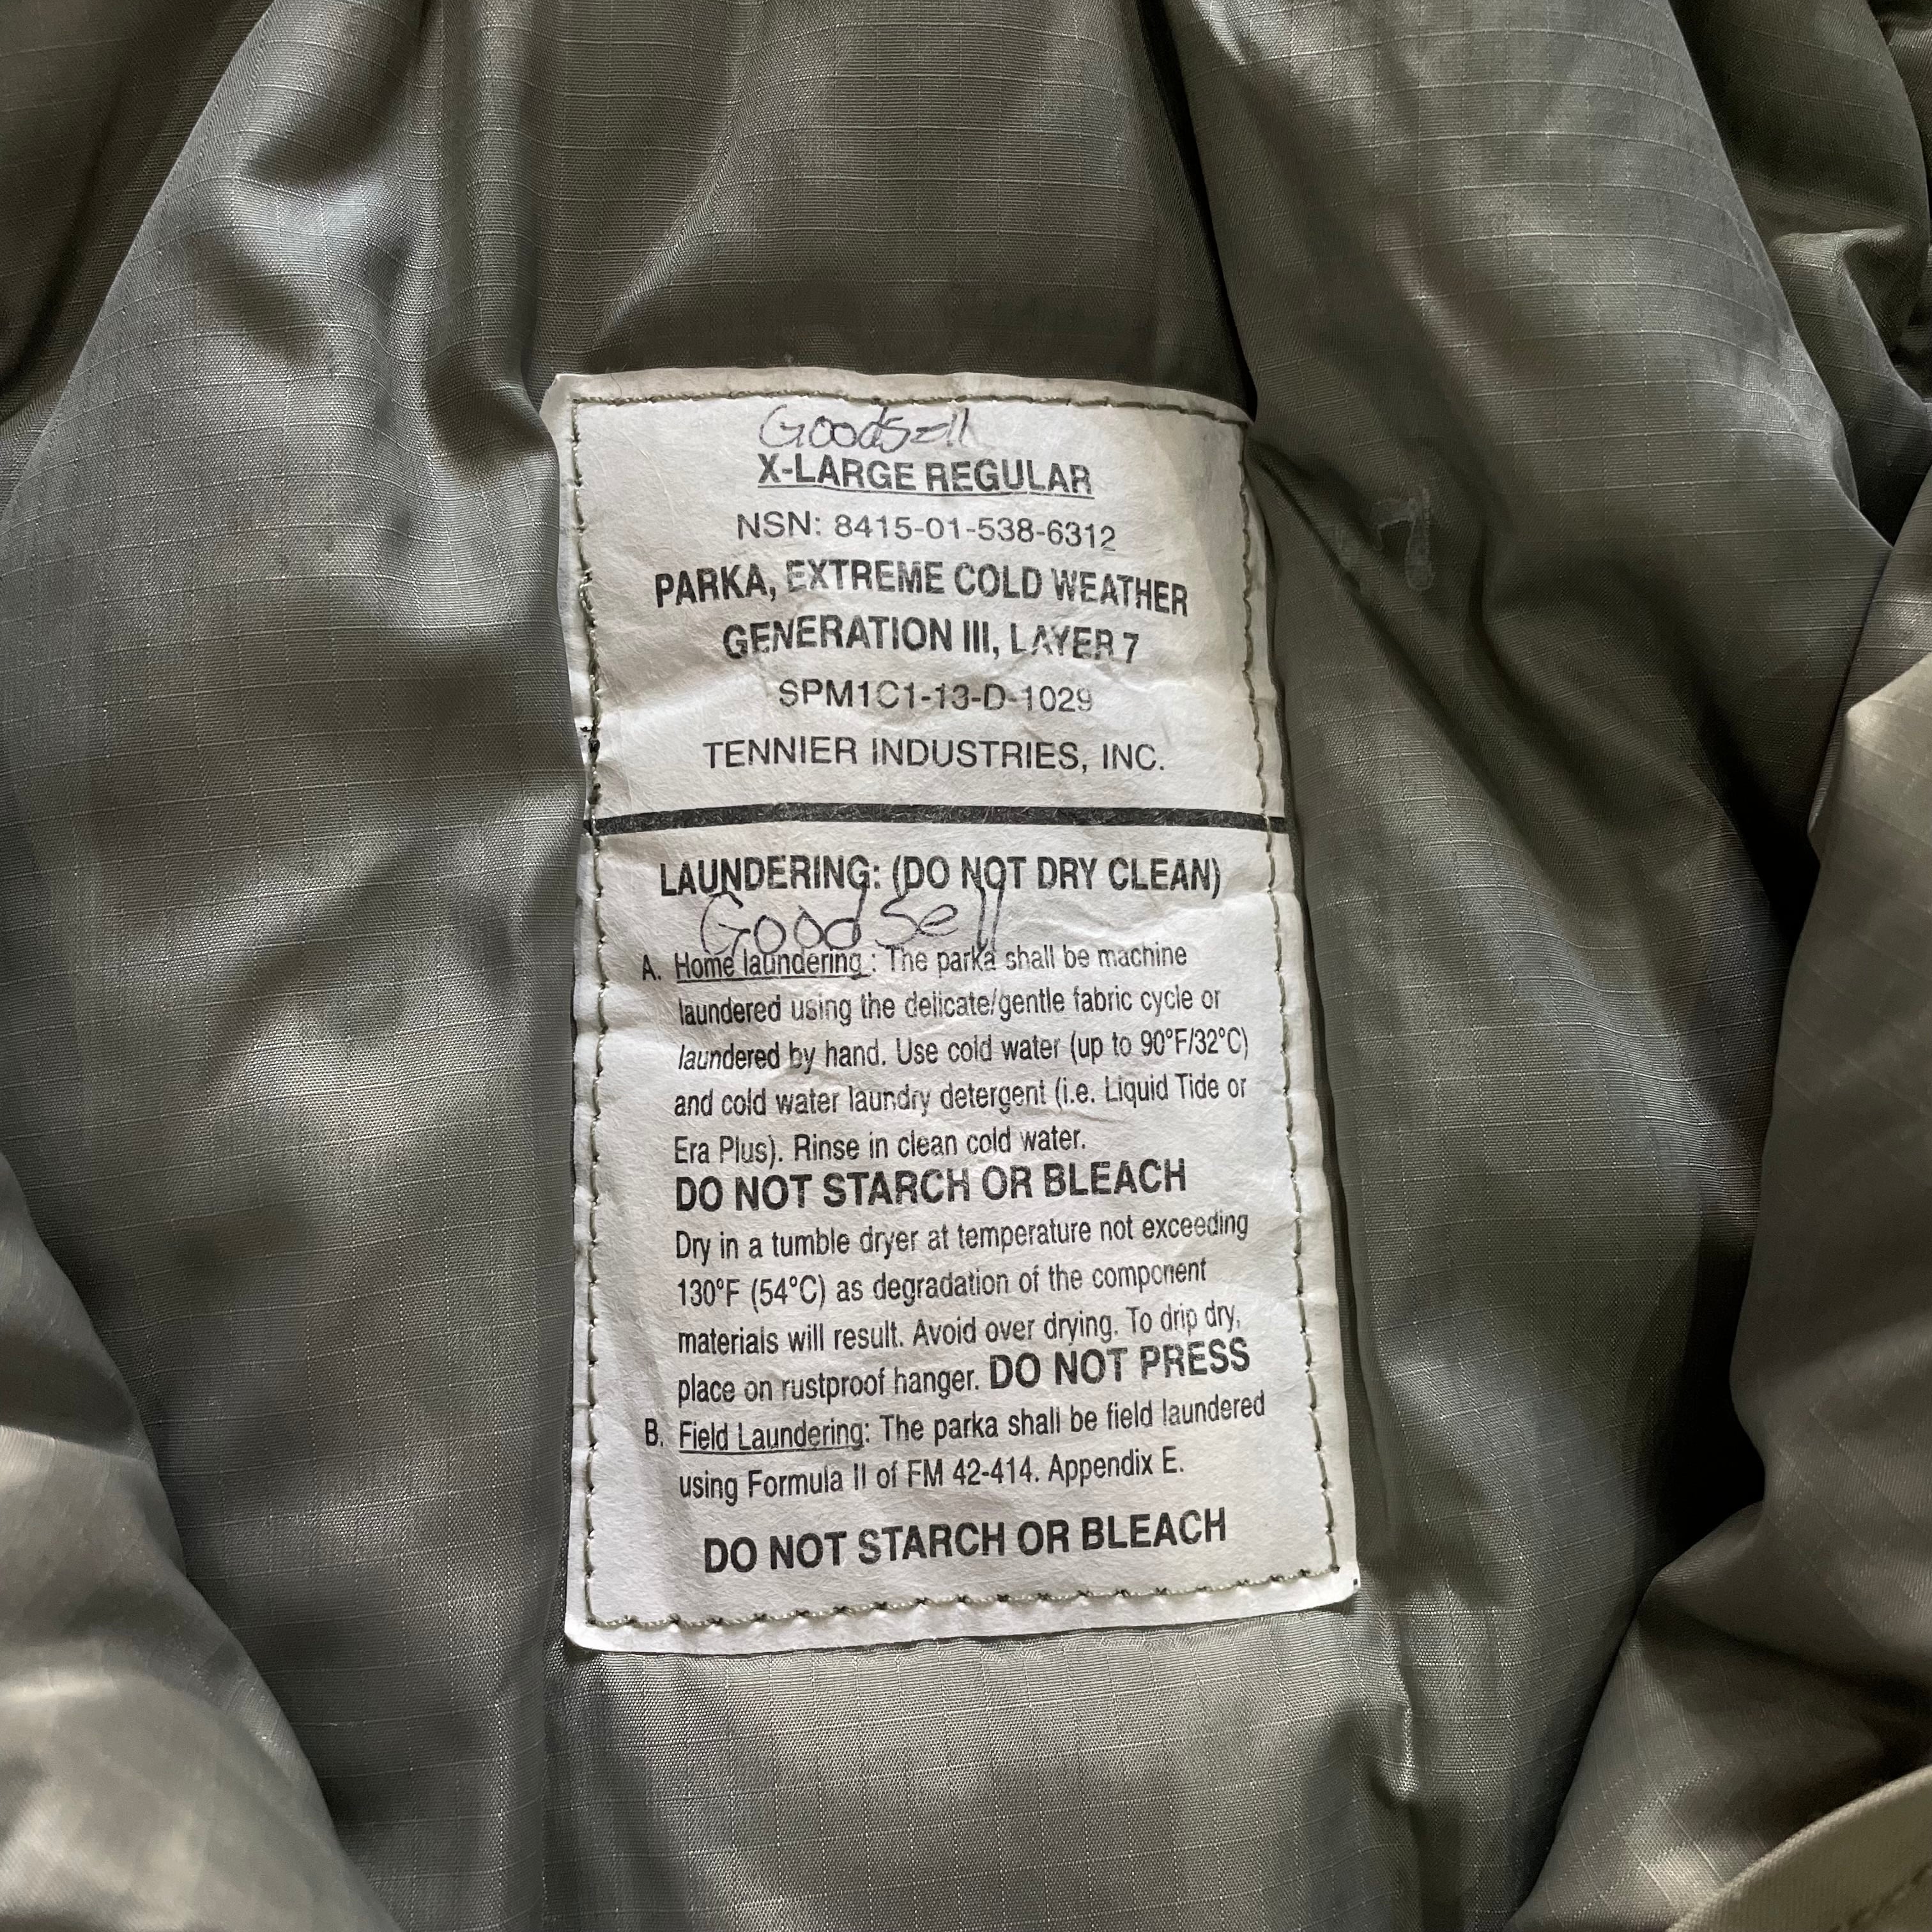 Goodsell
X-LARGE REGULAR
NSN: 8415-01-538-6312
PARKA, EXTREME COLD WEATHER
GENERATION III, LAYER 7
SPM1C1-13-D-1029
TENNIER INDUSTRIES, INC.
LAUNDERING: (DO NOT DRY CLEAN)
GoodSell
A. Home laundering : The parka shall be machine
laundered using the delicate/gentle fabric cycle or
laundered by hand. Use cold water (up to 90°F/32°C)
and cold water laundry detergent (i.e. Liquid Tide or
Era Plus). Rinse in clean cold water.
DO NOT STARCH OR BLEACH
Dry in a tumble dryer at temperature not exceeding
130°F (54°C) as degradation of the component
materials will result. Avoid over drying. To drip dry,
place on rustproof hanger. DO NOT PRESS
B. Field Laundering: The parka shall be field laundered
using Formula II of FM 42-414. Appendix E.
DO NOT STARCH OR BLEACH